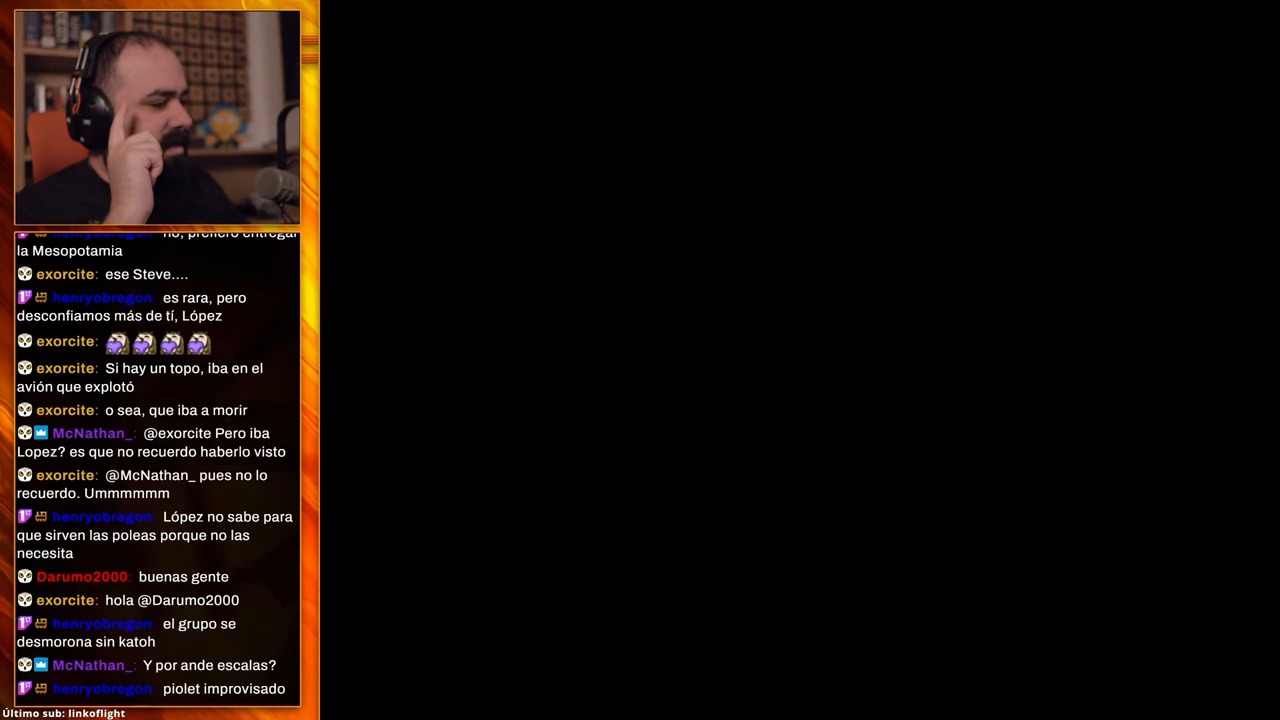 henryobregon: no, prefiero entregar
la Mesopotamia
exorcite: ese Steve....
henryobregon: es rara, pero
desconfiamos más de tí, López
exorcite:
exorcite: Si hay un topo, iba en el
avión que explotó
exorcite: o sea, que iba a morir
McNathan_: @exorcite Pero iba
Lopez? es que no recuerdo haberlo visto
exorcite: @McNathan_ pues no lo
recuerdo. Ummmmmm
henryobregon: López no sabe para
que sirven las poleas porque no las
necesita
Darumo2000: buenas gente
exorcite: hola @Darumo2000
henryobregon: el grupo se
desmorona sin katoh
McNathan_: Y por ande escalas?
henryobregon: piolet improvisado
Último sub: linkoflight